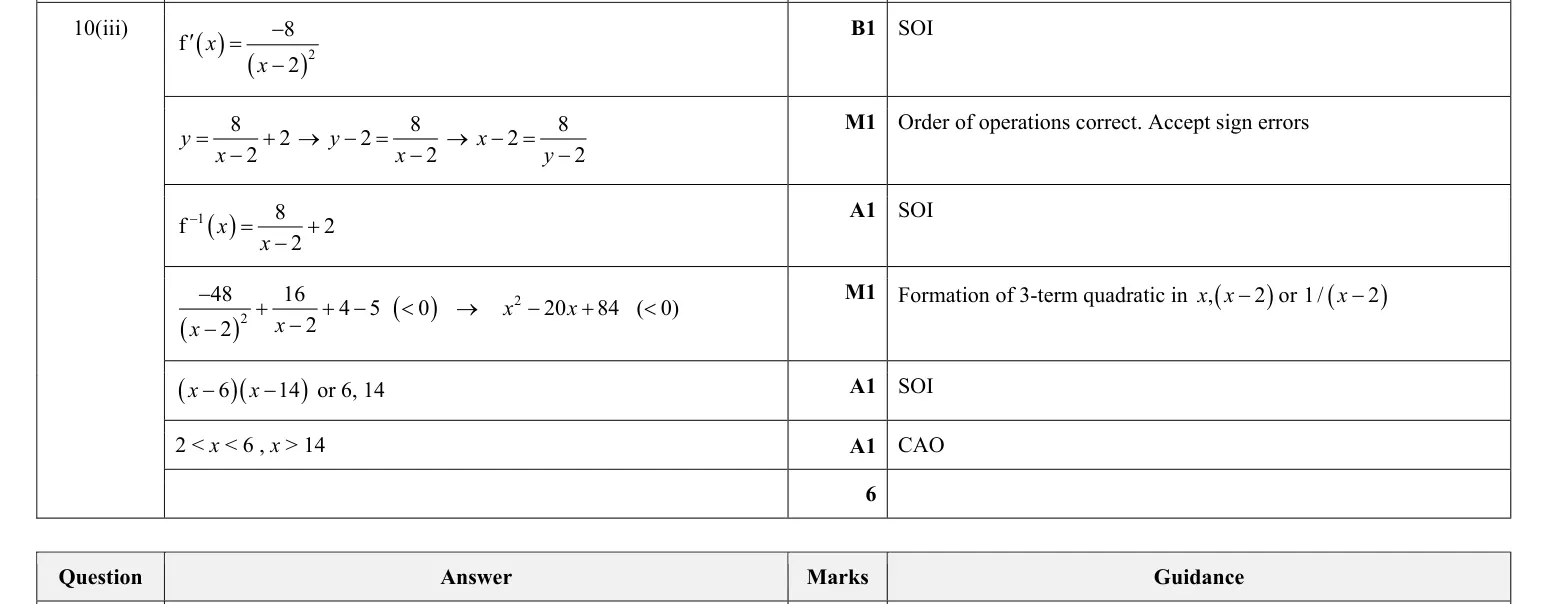 10(iii) f′(x) = −8/(x − 2)² B1 SOI
y = 8/(x − 2) + 2 → y − 2 = 8/(x − 2) → x − 2 = 8/(y − 2) M1 Order of operations correct. Accept sign errors
f⁻¹(x) = 8/(x − 2) + 2 A1 SOI
−48/(x − 2)² + 16/(x − 2) + 4 − 5 (< 0) → x² − 20x + 84 (< 0) M1 Formation of 3-term quadratic in x,(x − 2) or 1/(x − 2)
(x − 6)(x − 14) or 6, 14 A1 SOI
2 < x < 6 , x > 14 A1 CAO
6
Question Answer Marks Guidance